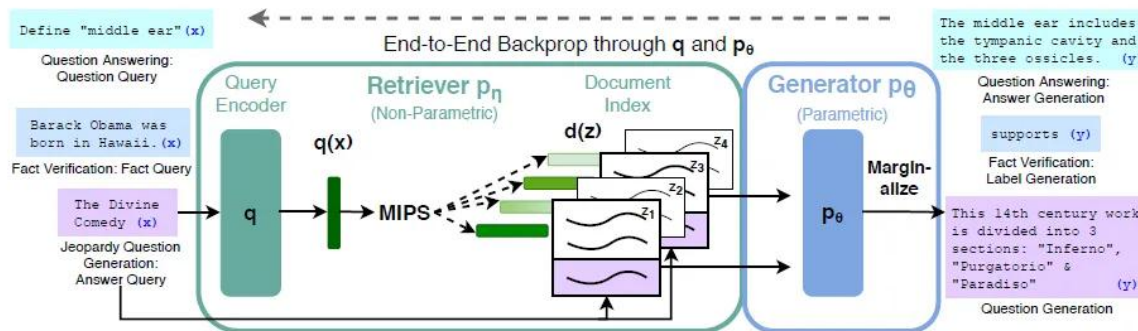 Define "middle ear" (x)
Question Answering:
Question Query
Barack Obama was
born in Hawaii. (x)
Fact Verification: Fact Query
The Divine
Comedy (x)
Jeopardy Question
Generation:
Answer Query
End-to-End Backprop through q and pθ
Query
Encoder
q
q(x)
Retriever pη
(Non-Parametric)
MIPS
Document
Index
d(z)
z4
z3
z2
z1
Generator pθ
(Parametric)
pθ
Margin-
alize
The middle ear includes
the tympanic cavity and
the three ossicles. (y)
Question Answering:
Answer Generation
supports (y)
Fact Verification:
Label Generation
This 14th century work
is divided into 3
sections: "Inferno",
"Purgatorio" &
"Paradiso" (y)
Question Generation